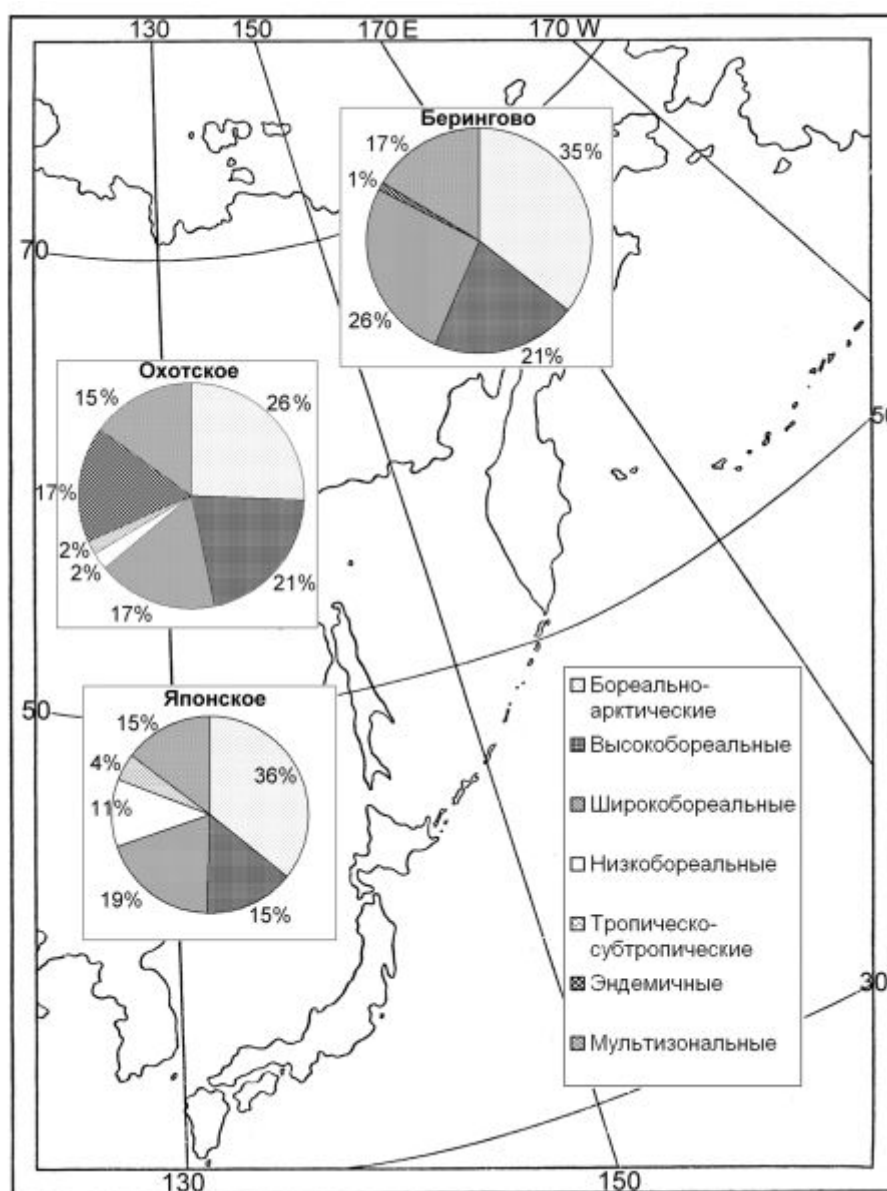 130 150 170 E 170 W
Берингово
17% 35%
1%
26% 21%
70
Охотское
15% 26%
17%
2%
2% 21%
17%
50
Японское
15%
4% 36%
11%
19% 15%
50
Бореально-
арктические
Высокобореальные
Широкобореальные
Низкобореальные
Тропическо-
субтропические
Эндемичные
Мультизональные
30
130 150